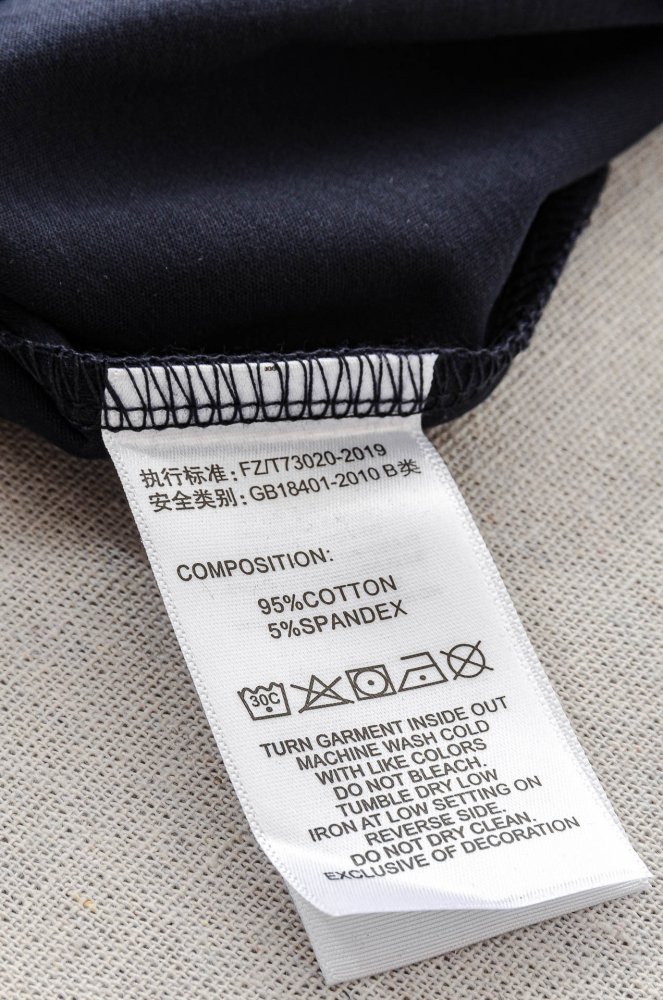 执行标准: FZ/T73020-2019
安全类别: GB18401-2010 B类
COMPOSITION:
95%COTTON
5%SPANDEX
30C
TURN GARMENT INSIDE OUT
MACHINE WASH COLD
WITH LIKE COLORS
DO NOT BLEACH.
TUMBLE DRY LOW
IRON AT LOW SETTING ON
REVERSE SIDE.
DO NOT DRY CLEAN.
EXCLUSIVE OF DECORATION